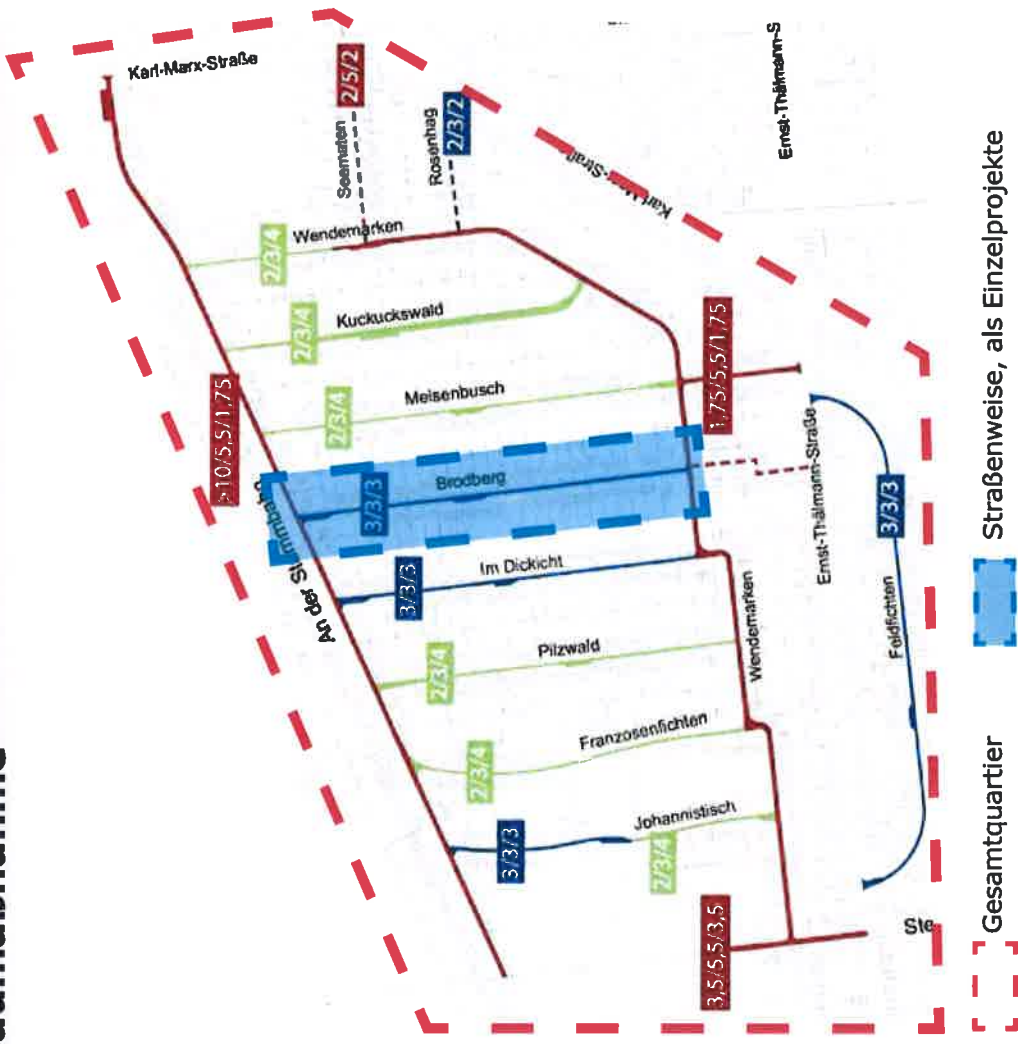 Karl-Marx-Straße
Seematen
2/5/2
Rosenhag
2/3/2
Ernst-Thälmann-S
Wendemarken
2/3/4
Kuckuckswald
2/3/4
Meisenbusch
2/3/4
>10/5,5/1,75
1,75/5,5/1,75
An der Stammbahn
Brodberg
3/3/3
Im Dickicht
3/3/3
Ernst-Thälmann-Straße
Pilzwald
2/3/4
Wendemarken
Feldfichten
3/3/3
Franzosenfichten
2/3/4
Johannistisch
3/3/3
2/3/4
3,5/5,5/3,5
Ste
Gesamtquartier
Straßenweise, als Einzelprojekte